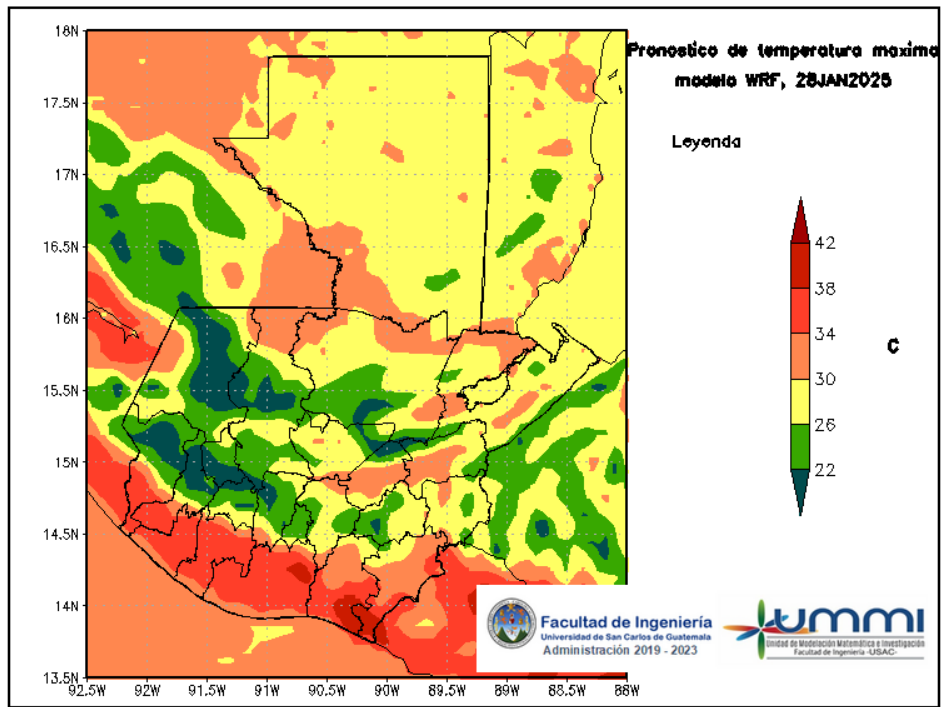 Pronostico de temperatura maxima
modelo WRF, 28JAN2025
Leyenda
42
38
34
30
26
22
C
18N
17.5N
17N
16.5N
16N
15.5N
15N
14.5N
14N
13.5N
92.5W 92W 91.5W 91W 90.5W 90W 89.5W 89W 88.5W 88W
Facultad de Ingeniería
Universidad de San Carlos de Guatemala
Administración 2019 - 2023
ummi
Unidad de Modelación Matemática e Investigación
Facultad de Ingeniería -USAC-